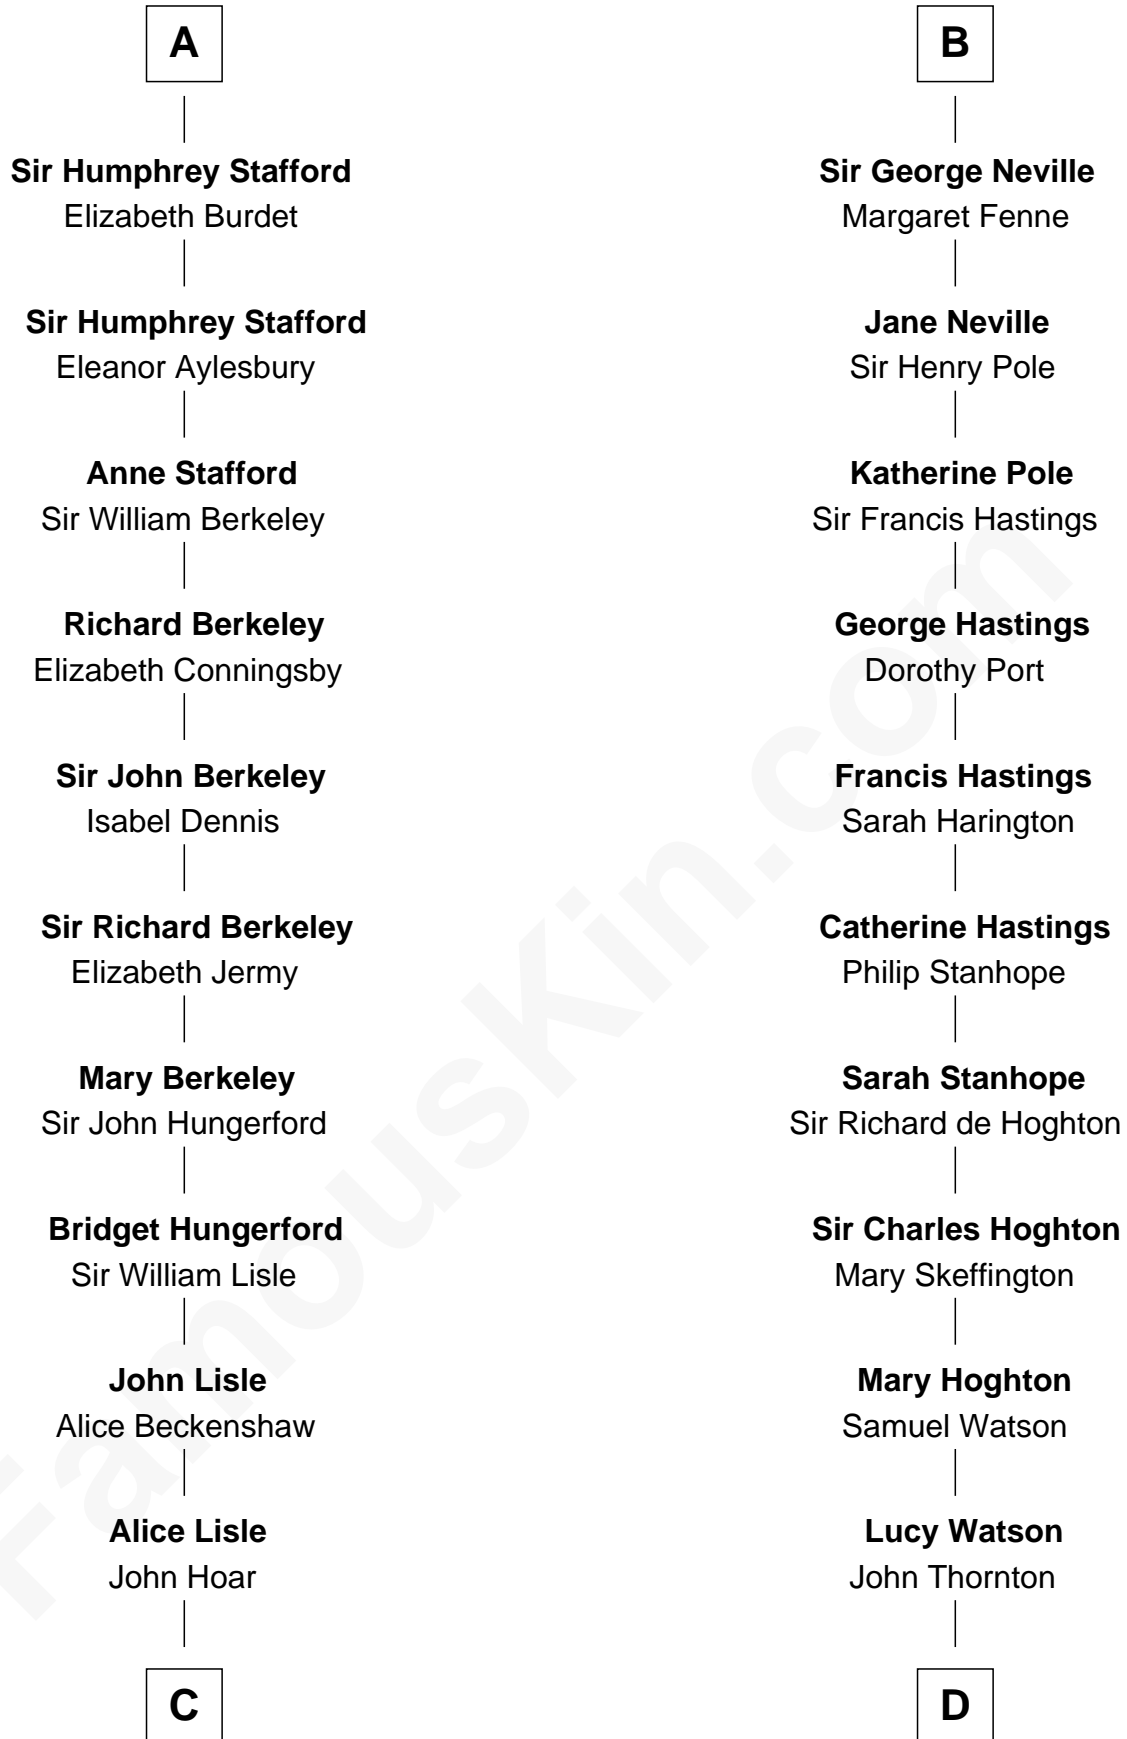 A
Sir Humphrey Stafford
Elizabeth Burdet
Sir Humphrey Stafford
Eleanor Aylesbury
Anne Stafford
Sir William Berkeley
Richard Berkeley
Elizabeth Conningsby
Sir John Berkeley
Isabel Dennis
Sir Richard Berkeley
Elizabeth Jermy
Mary Berkeley
Sir John Hungerford
Bridget Hungerford
Sir William Lisle
John Lisle
Alice Beckenshaw
Alice Lisle
John Hoar
C
B
Sir George Neville
Margaret Fenne
Jane Neville
Sir Henry Pole
Katherine Pole
Sir Francis Hastings
George Hastings
Dorothy Port
Francis Hastings
Sarah Harington
Catherine Hastings
Philip Stanhope
Sarah Stanhope
Sir Richard de Hoghton
Sir Charles Hoghton
Mary Skeffington
Mary Hoghton
Samuel Watson
Lucy Watson
John Thornton
D
FamousKin.com